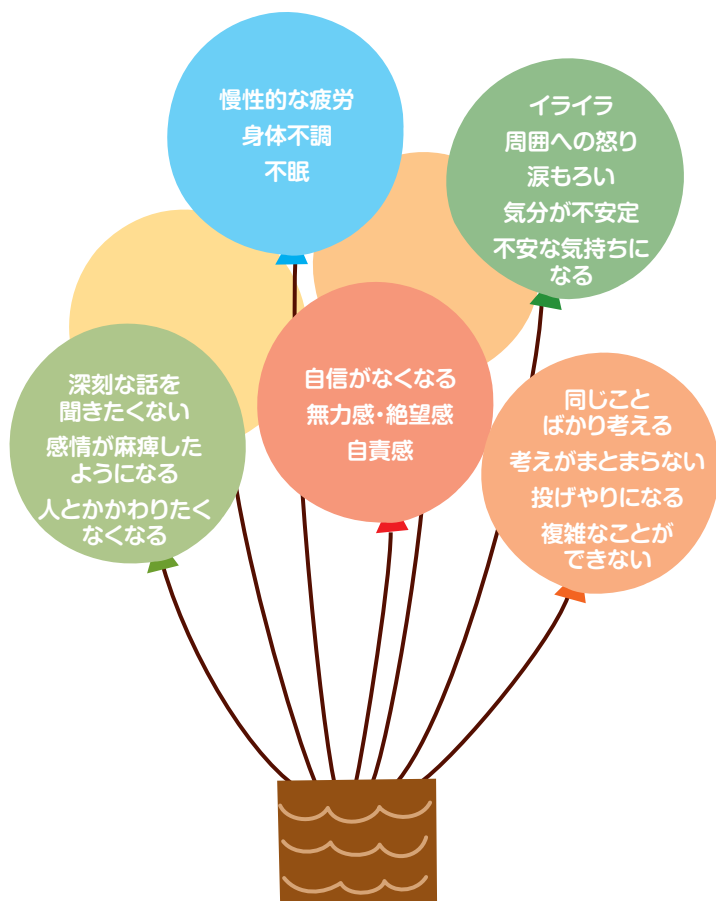 慢性的な疲労
身体不調
不眠
イライラ
周囲への怒り
涙もろい
気分が不安定
不安な気持ちに
なる
深刻な話を
聞きたくない
感情が麻痺した
ようになる
人とかかわりたく
なくなる
自信がなくなる
無力感・絶望感
自責感
同じこと
ばかり考える
考えがまとまらない
投げやりになる
複雑なことが
できない